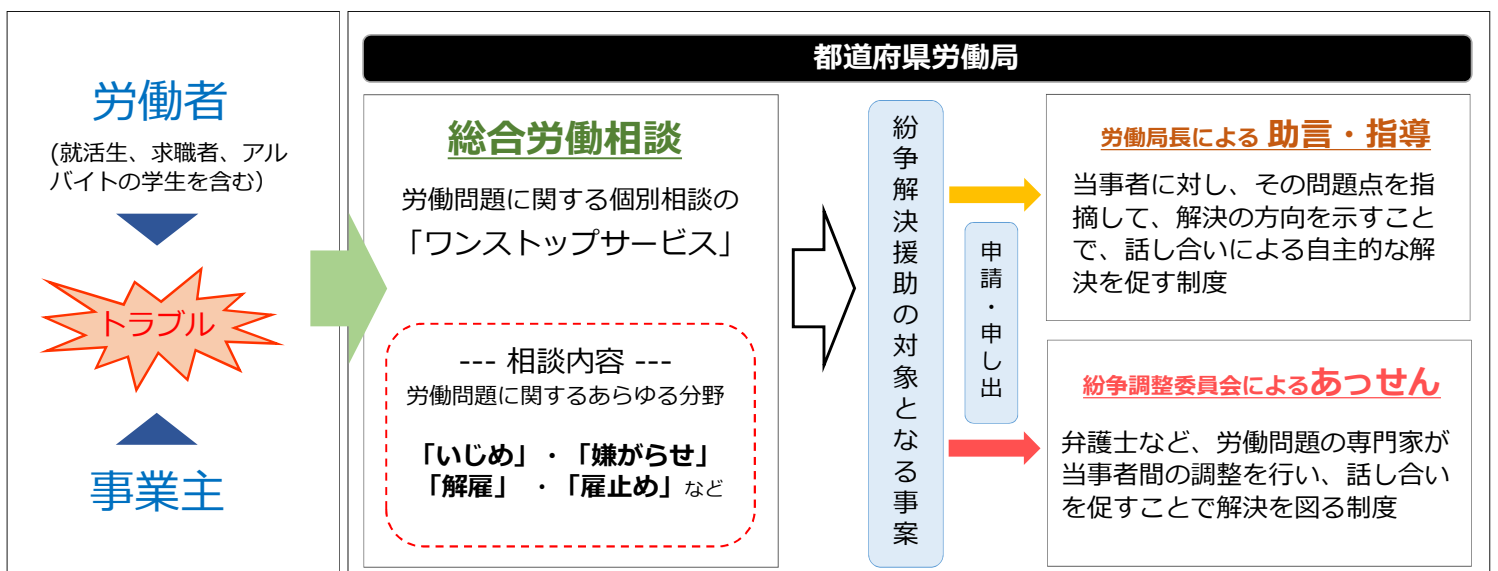 労働者
(就活生、求職者、アル
バイトの学生を含む）
トラブル
事業主
都道府県労働局
総合労働相談
労働問題に関する個別相談の
「ワンストップサービス」
--- 相談内容 ---
労働問題に関するあらゆる分野
「いじめ」・「嫌がらせ」
「解雇」 ・「雇止め」など
紛争解決援助の対象となる事案
申請・申し出
労働局長による 助言・指導
当事者に対し、その問題点を指
摘して、解決の方向を示すこと
で、話し合いによる自主的な解
決を促す制度
紛争調整委員会によるあっせん
弁護士など、労働問題の専門家が
当事者間の調整を行い、話し合い
を促すことで解決を図る制度